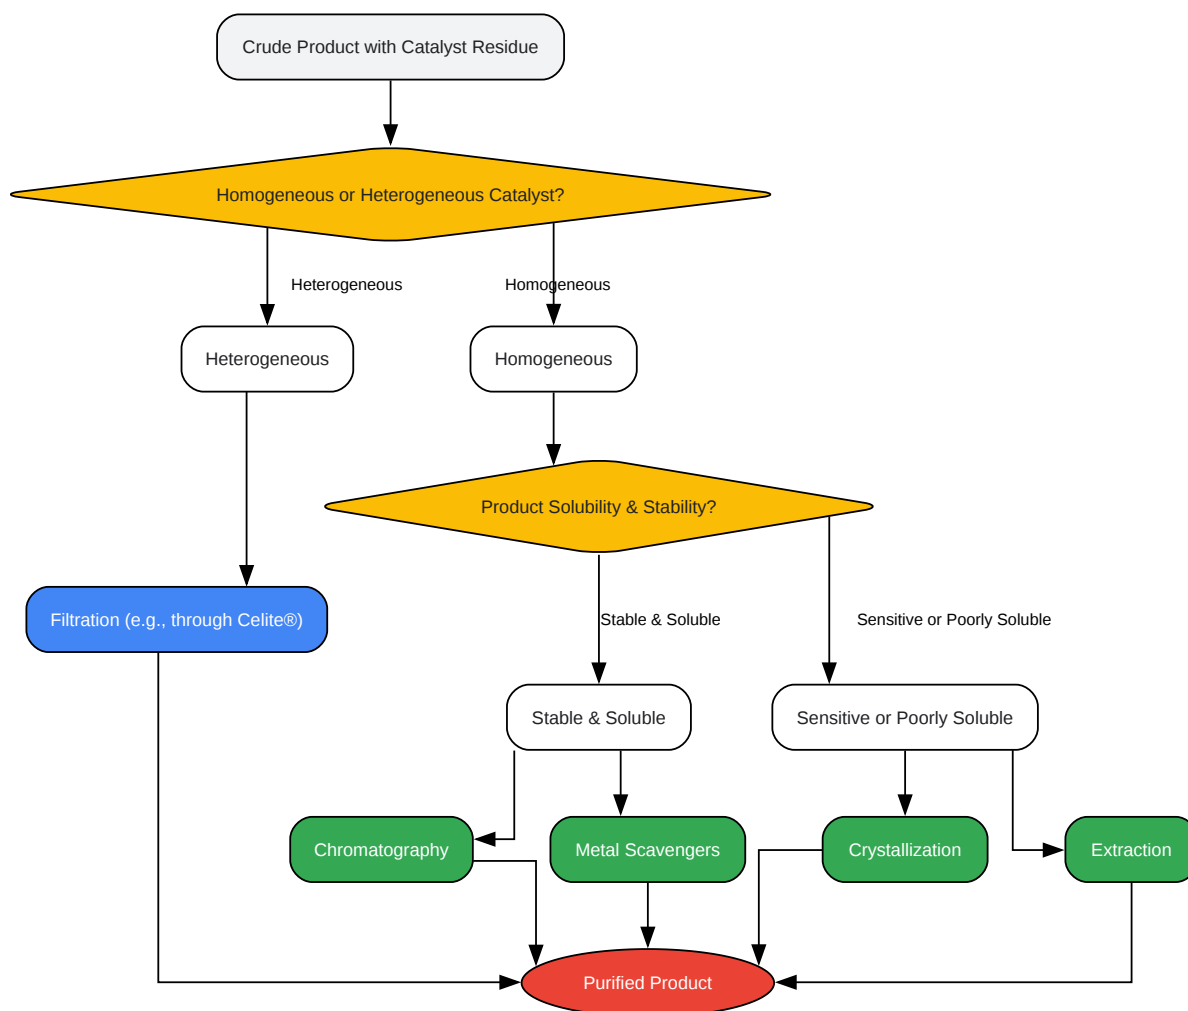 Crude Product with Catalyst Residue
Homogeneous or Heterogeneous Catalyst?
Heterogeneous
Homogeneous
Heterogeneous
Homogeneous
Product Solubility & Stability?
Filtration (e.g., through Celite®)
Stable & Soluble
Sensitive or Poorly Soluble
Stable & Soluble
Sensitive or Poorly Soluble
Chromatography
Metal Scavengers
Crystallization
Extraction
Purified Product